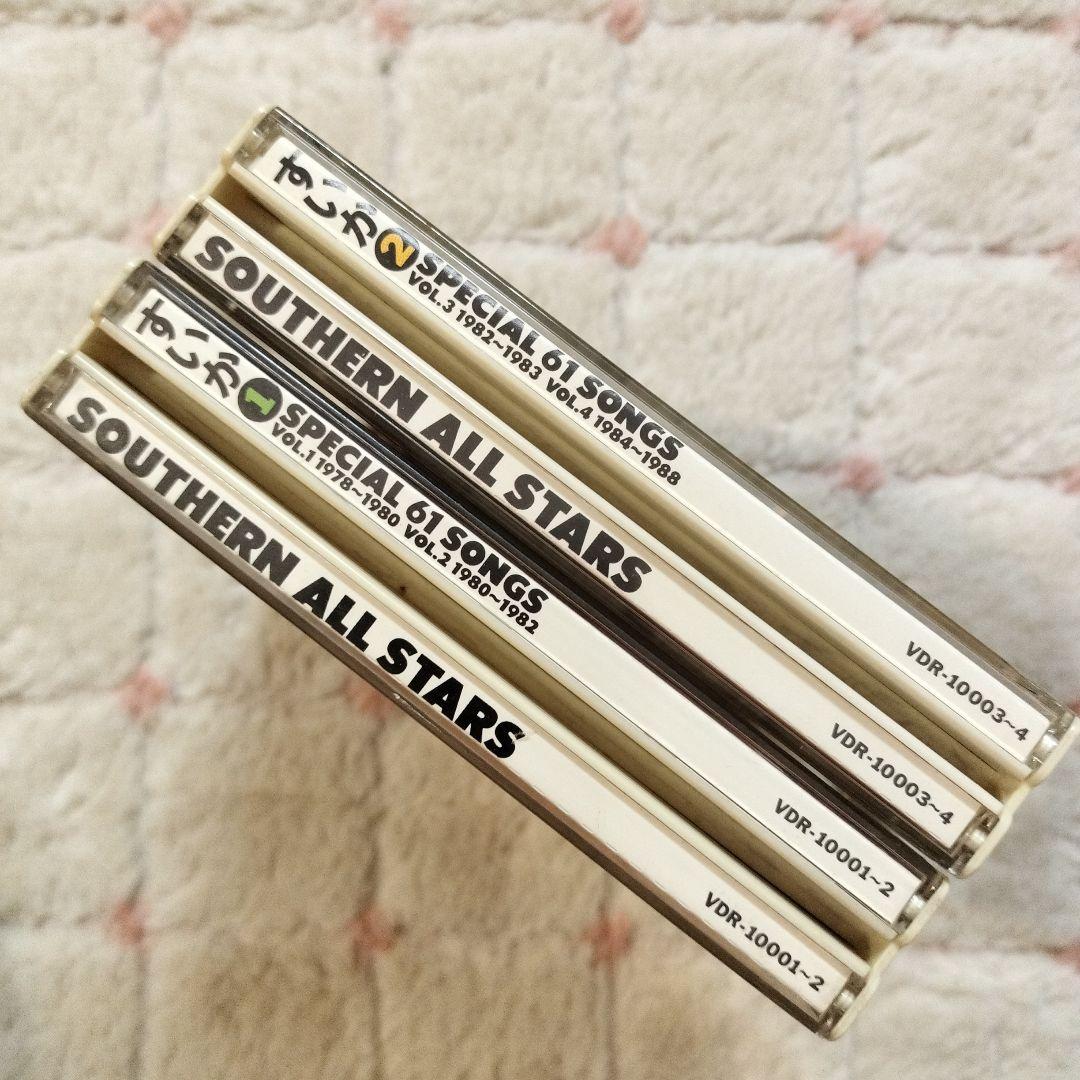 すいか2 SPECIAL 61 SONGS
VOL.3 1982~1983 VOL.4 1984~1988
VDR-10003~4
SOUTHERN ALL STARS
VDR-10003~4
すいか1 SPECIAL 61 SONGS
VOL.1 1978~1980 VOL.2 1980~1982
VDR-10001~2
SOUTHERN ALL STARS
VDR-10001~2